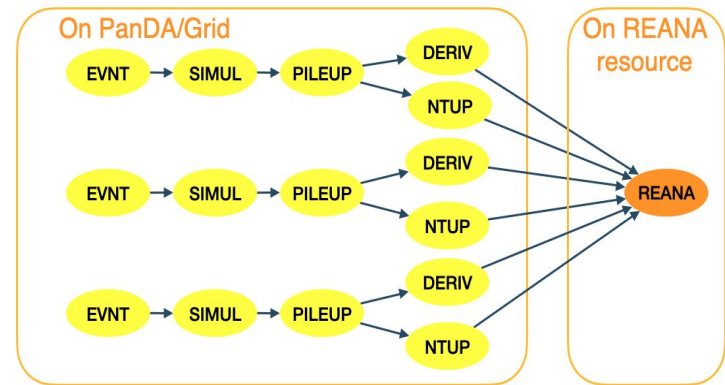 On PanDA/Grid
On REANA
resource
DERIV
EVNT
SIMUL
PILEUP
NTUP
DERIV
EVNT
SIMUL
PILEUP
REANA
NTUP
DERIV
EVNT
SIMUL
PILEUP
NTUP